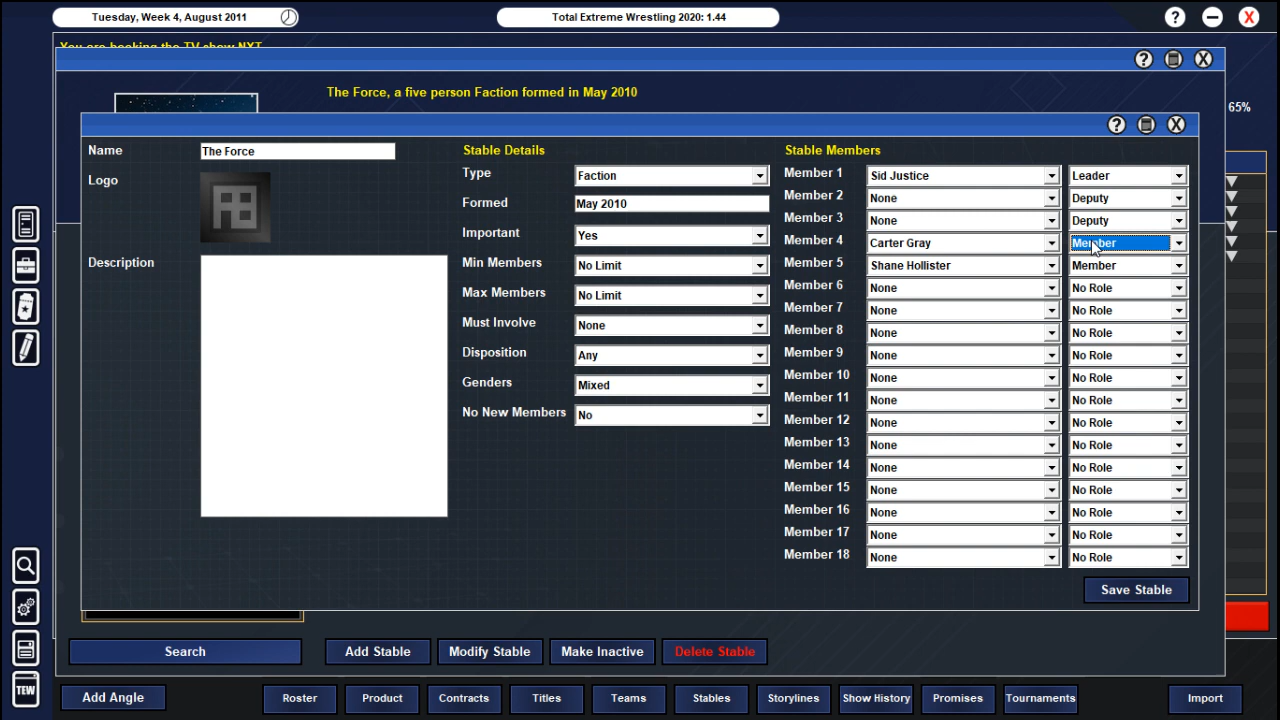 Tuesday, Week 4, August 2011
Total Extreme Wrestling 2020: 1.44
? X
You are booking the TV show NXT
? X
The Force, a five person Faction formed in May 2010
65%
? X
Name The Force
Logo
Description
Stable Details
Type Faction
Formed May 2010
Important Yes
Min Members No Limit
Max Members No Limit
Must Involve None
Disposition Any
Genders Mixed
No New Members No
Stable Members
Member 1 Sid Justice Leader
Member 2 None Deputy
Member 3 None Deputy
Member 4 Carter Gray Member
Member 5 Shane Hollister Member
Member 6 None No Role
Member 7 None No Role
Member 8 None No Role
Member 9 None No Role
Member 10 None No Role
Member 11 None No Role
Member 12 None No Role
Member 13 None No Role
Member 14 None No Role
Member 15 None No Role
Member 16 None No Role
Member 17 None No Role
Member 18 None No Role
Save Stable
Search Add Stable Modify Stable Make Inactive Delete Stable
TEW
Add Angle Roster Product Contracts Titles Teams Stables Storylines Show History Promises Tournaments Import